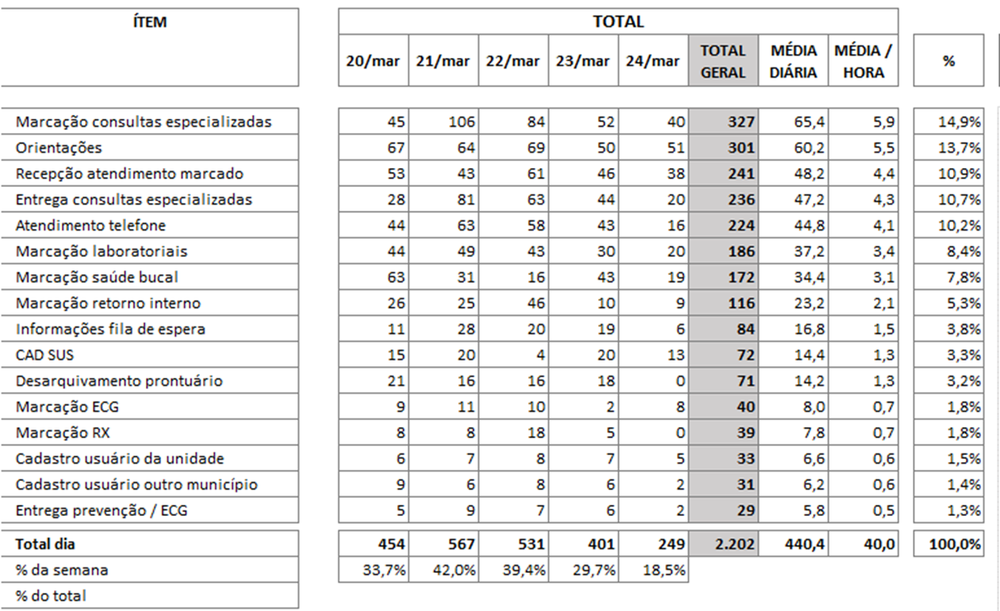 ÍTEM TOTAL
20/mar 21/mar 22/mar 23/mar 24/mar TOTAL GERAL MÉDIA DIÁRIA MÉDIA / HORA %
Marcação consultas especializadas 45 106 84 52 40 327 65,4 5,9 14,9%
Orientações 67 64 69 50 51 301 60,2 5,5 13,7%
Recepção atendimento marcado 53 43 61 46 38 241 48,2 4,4 10,9%
Entrega consultas especializadas 28 81 63 44 20 236 47,2 4,3 10,7%
Atendimento telefone 44 63 58 43 16 224 44,8 4,1 10,2%
Marcação laboratoriais 44 49 43 30 20 186 37,2 3,4 8,4%
Marcação saúde bucal 63 31 16 43 19 172 34,4 3,1 7,8%
Marcação retorno interno 26 25 46 10 9 116 23,2 2,1 5,3%
Informações fila de espera 11 28 20 19 6 84 16,8 1,5 3,8%
CAD SUS 15 20 4 20 13 72 14,4 1,3 3,3%
Desarquivamento prontuário 21 16 16 18 0 71 14,2 1,3 3,2%
Marcação ECG 9 11 10 2 8 40 8,0 0,7 1,8%
Marcação RX 8 8 18 5 0 39 7,8 0,7 1,8%
Cadastro usuário da unidade 6 7 8 7 5 33 6,6 0,6 1,5%
Cadastro usuário outro município 9 6 8 6 2 31 6,2 0,6 1,4%
Entrega prevenção / ECG 5 9 7 6 2 29 5,8 0,5 1,3%
Total dia 454 567 531 401 249 2.202 440,4 40,0 100,0%
% da semana 33,7% 42,0% 39,4% 29,7% 18,5%
% do total